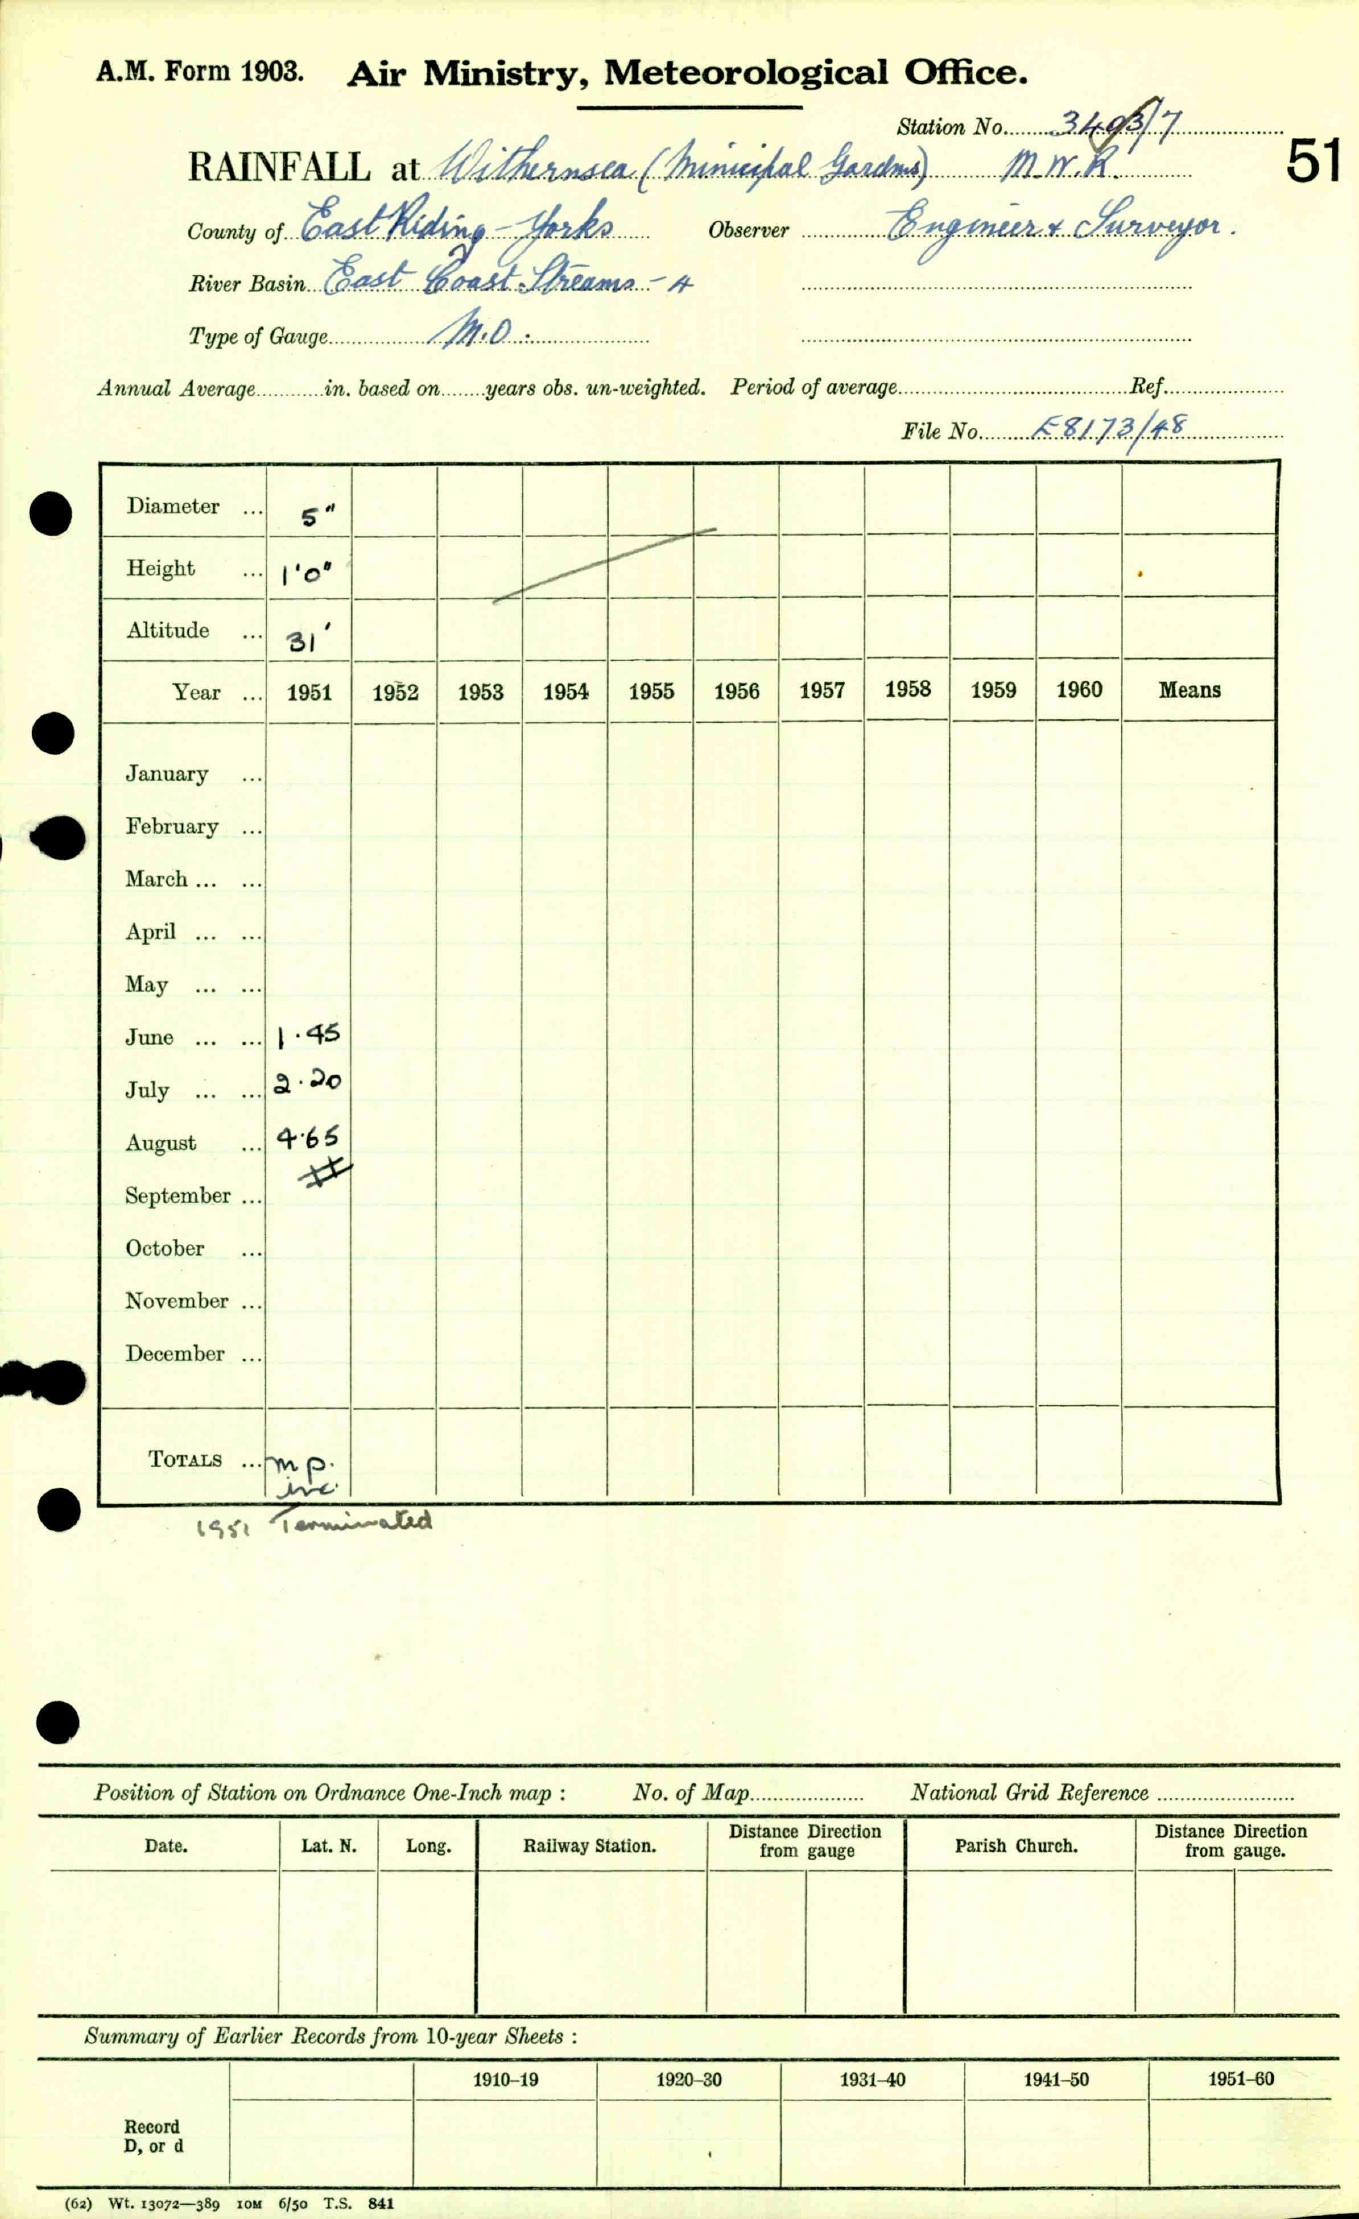 A.M. Form 1903. Air Ministry, Meteorological Office.
Station No. 3403/7
51
RAINFALL at Withernsea (Municipal Gardens) M.W.R.
County of East Riding - Yorks Observer Engineer & Surveyor.
River Basin East Coast Streams - A
Type of Gauge M.O.
Annual Average in. based on years obs. un-weighted. Period of average Ref.
File No. E8173/48
Diameter ... 5"
Height ... 1'0"
Altitude ... 31'
Year ... 1951 1952 1953 1954 1955 1956 1957 1958 1959 1960 Means
January ...
February ...
March ... ...
April ... ...
May ... ...
June ... ... 1.45
July ... ... 2.20
August ... 4.65
September ...
October ...
November ...
December ...
TOTALS ... m p.
inc.
1951 Terminated
Position of Station on Ordnance One-Inch map : No. of Map National Grid Reference
Date. Lat. N. Long. Railway Station. Distance Direction from gauge Parish Church. Distance Direction from gauge.
Summary of Earlier Records from 10-year Sheets :
1910–19 1920–30 1931–40 1941–50 1951–60
Record
D, or d
(62) Wt. 13072—389 10M 6/50 T.S. 841